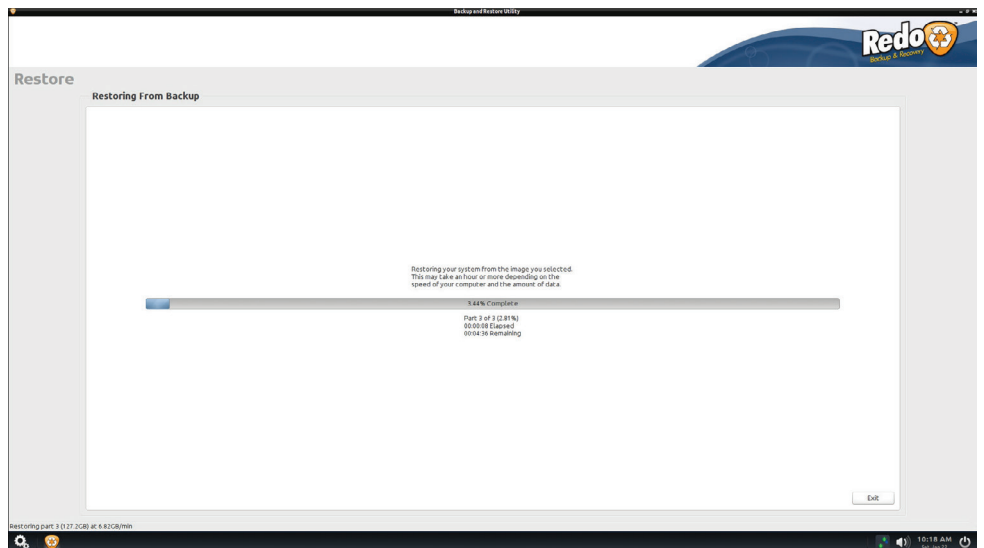 Backup and Restore Utility
Redo
Backup & Recovery
Restore
Restoring From Backup
Restoring your system from the image you selected.
This may take an hour or more depending on the
speed of your computer and the amount of data.
3.44% Complete
Part 3 of 3 (2.81%)
00:00:08 Elapsed
00:04:36 Remaining
Exit
Restoring part 3 (127.2GB) at 6.82GB/min
10:18 AM